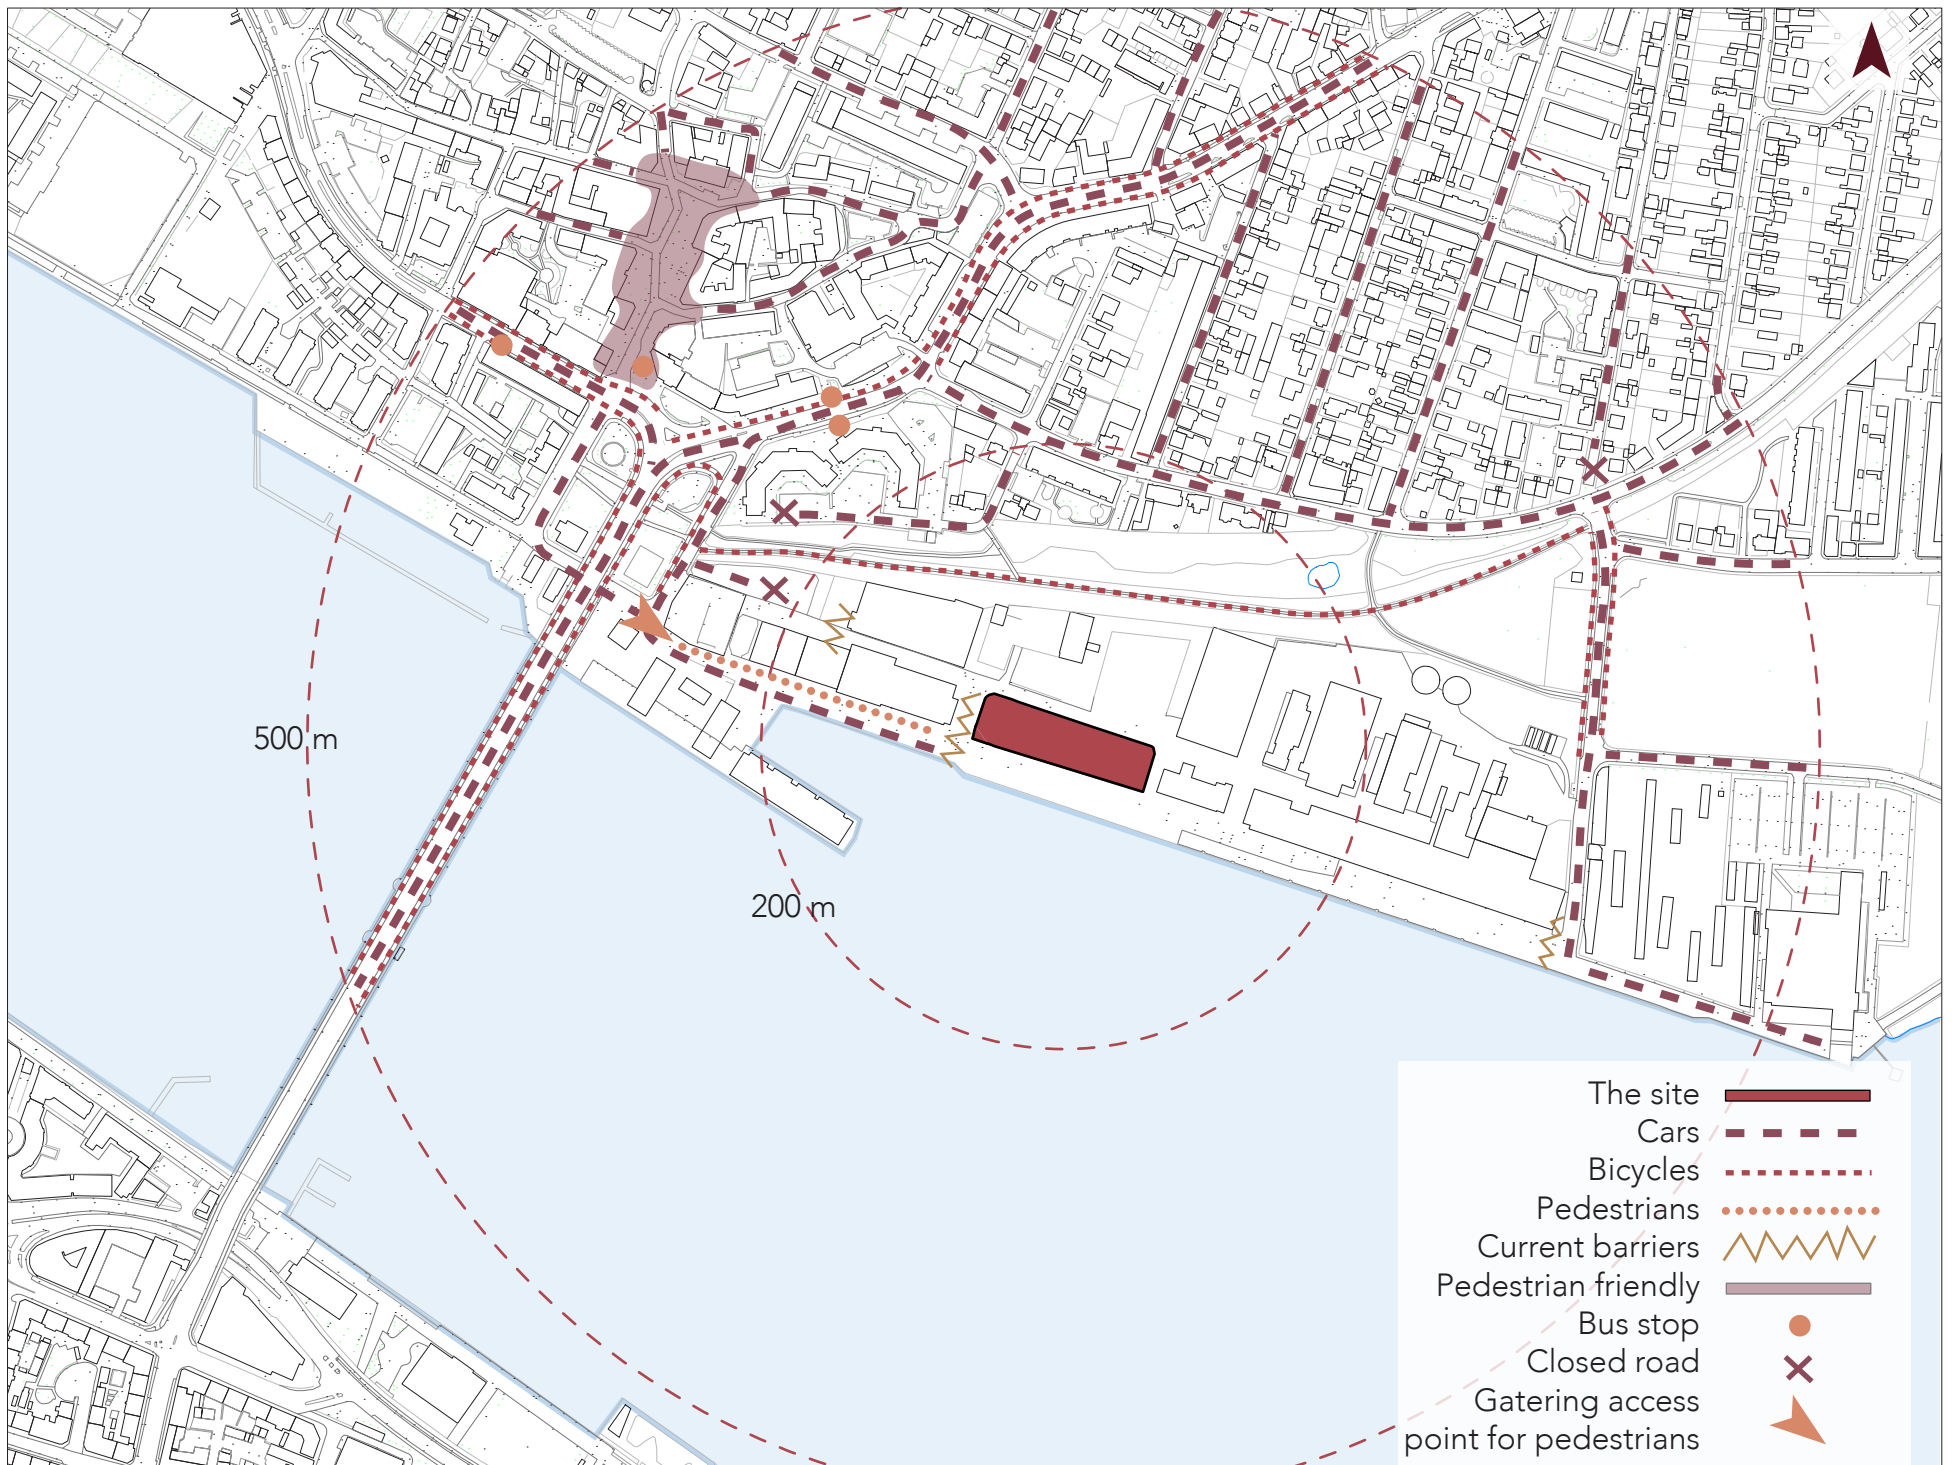 500 m
200 m
The site
Cars
Bicycles
Pedestrians
Current barriers
Pedestrian friendly
Bus stop
Closed road
Gatering access
point for pedestrians